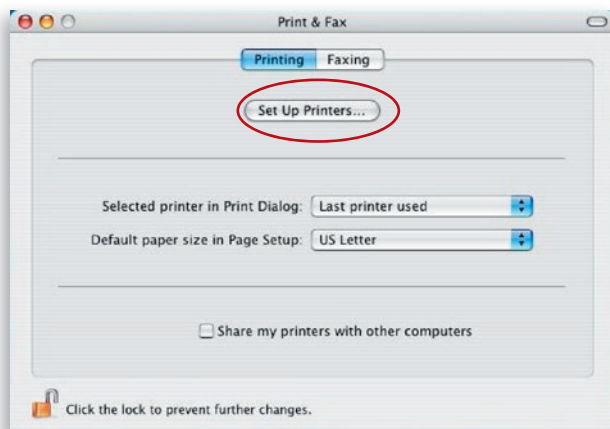 Print & Fax
Printing Faxing
Set Up Printers...
Selected printer in Print Dialog: Last printer used
Default paper size in Page Setup: US Letter
Share my printers with other computers
Click the lock to prevent further changes.